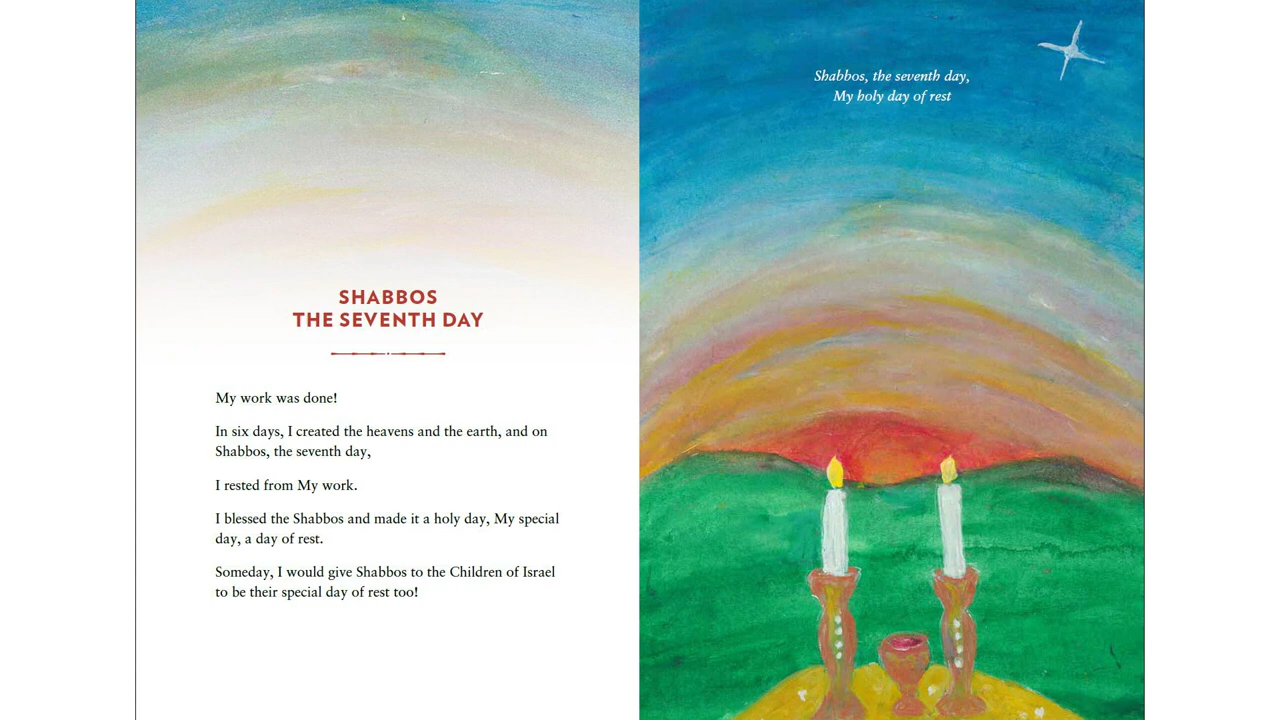 SHABBOS
THE SEVENTH DAY
My work was done!
In six days, I created the heavens and the earth, and on
Shabbos, the seventh day,
I rested from My work.
I blessed the Shabbos and made it a holy day, My special
day, a day of rest.
Someday, I would give Shabbos to the Children of Israel
to be their special day of rest too!
Shabbos, the seventh day,
My holy day of rest